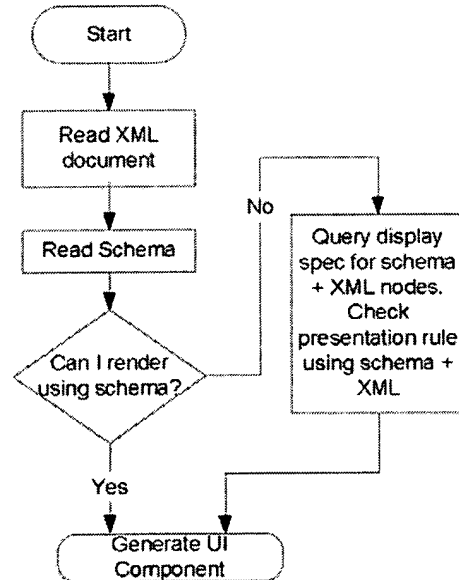 Start
Read XML
document
Read Schema
Can I render
using schema?
No
Query display
spec for schema
+ XML nodes.
Check
presentation rule
using schema +
XML
Yes
Generate UI
Component